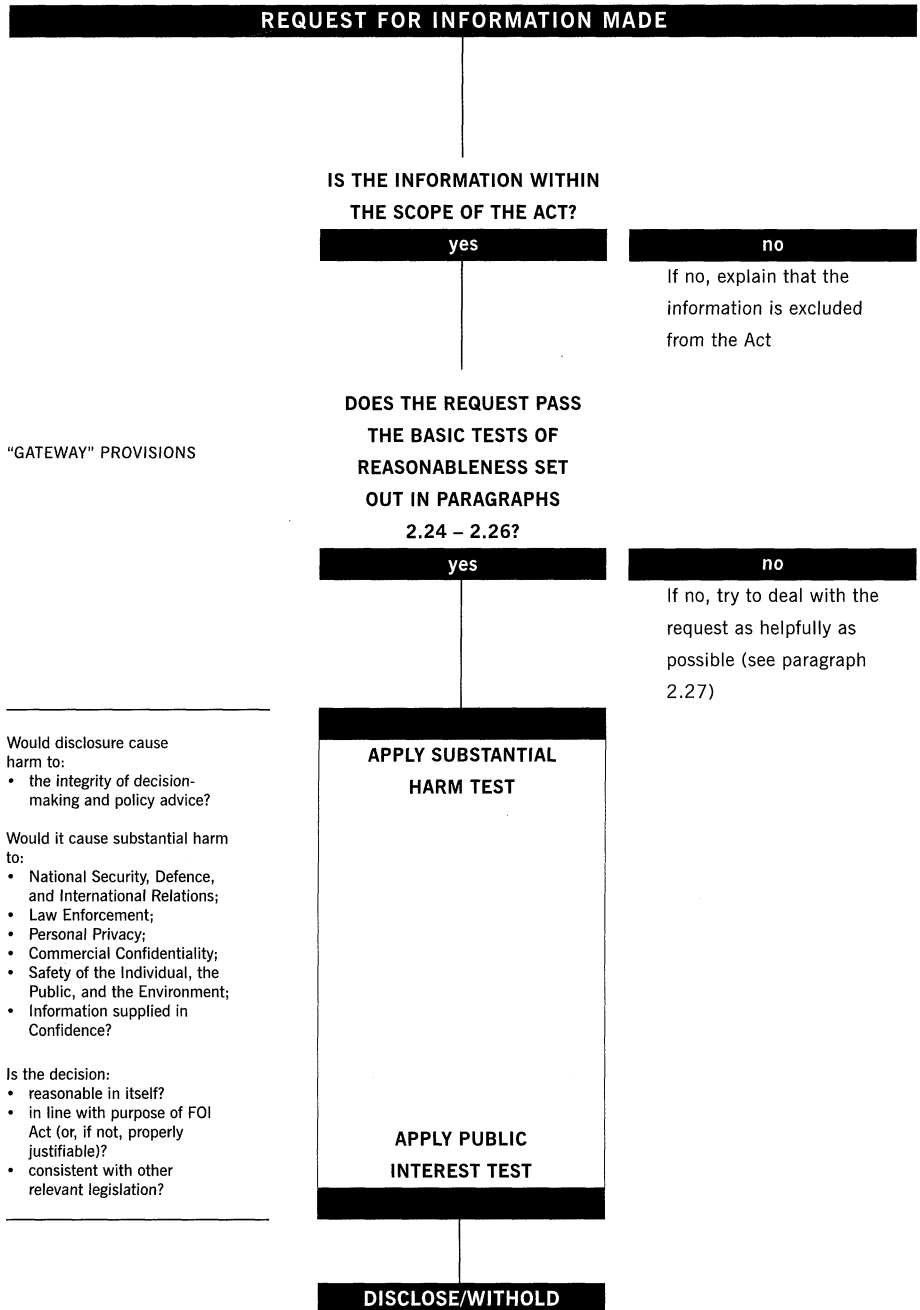 REQUEST FOR INFORMATION MADE
IS THE INFORMATION WITHIN
THE SCOPE OF THE ACT?
yes
no
If no, explain that the
information is excluded
from the Act
"GATEWAY" PROVISIONS
DOES THE REQUEST PASS
THE BASIC TESTS OF
REASONABLENESS SET
OUT IN PARAGRAPHS
2.24 – 2.26?
yes
no
If no, try to deal with the
request as helpfully as
possible (see paragraph
2.27)
Would disclosure cause
harm to:
• the integrity of decision-
making and policy advice?
Would it cause substantial harm
to:
• National Security, Defence,
and International Relations;
• Law Enforcement;
• Personal Privacy;
• Commercial Confidentiality;
• Safety of the Individual, the
Public, and the Environment;
• Information supplied in
Confidence?
Is the decision:
• reasonable in itself?
• in line with purpose of FOI
Act (or, if not, properly
justifiable)?
• consistent with other
relevant legislation?
APPLY SUBSTANTIAL
HARM TEST
APPLY PUBLIC
INTEREST TEST
DISCLOSE/WITHOLD